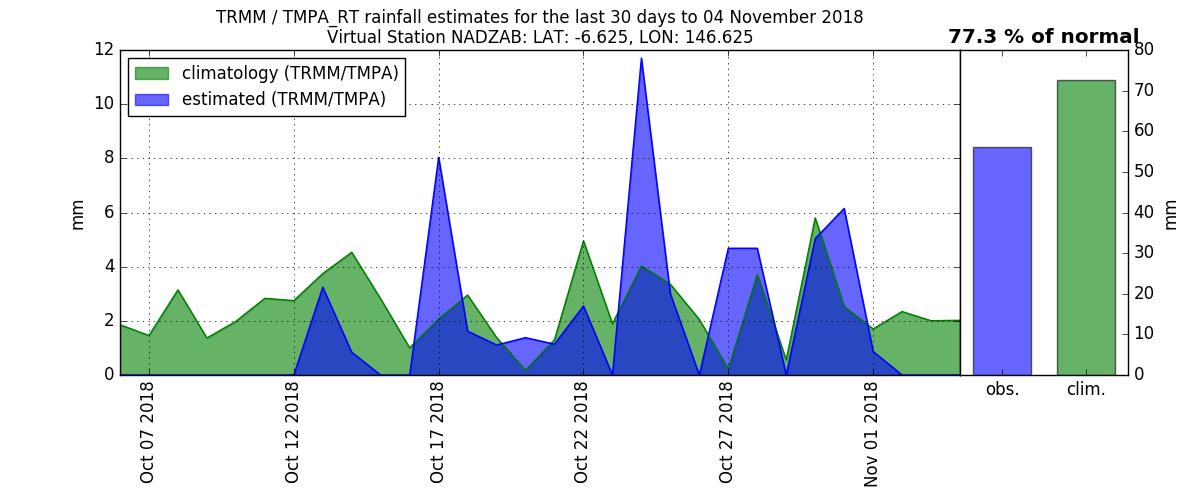 TRMM / TMPA_RT rainfall estimates for the last 30 days to 04 November 2018
Virtual Station NADZAB: LAT: -6.625, LON: 146.625
77.3 % of normal
climatology (TRMM/TMPA)
estimated (TRMM/TMPA)
12
10
8
6
4
2
0
mm
80
70
60
50
40
30
20
10
0
mm
obs.
clim.
Oct 07 2018
Oct 12 2018
Oct 17 2018
Oct 22 2018
Oct 27 2018
Nov 01 2018